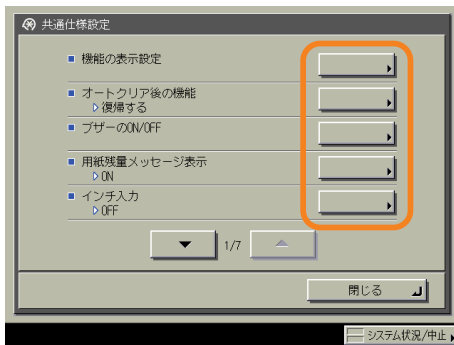 共通仕様設定
機能の表示設定
オートクリア後の機能
復帰する
ブザーのON/OFF
用紙残量メッセージ表示
ON
インチ入力
OFF
1/7
閉じる
システム状況/中止